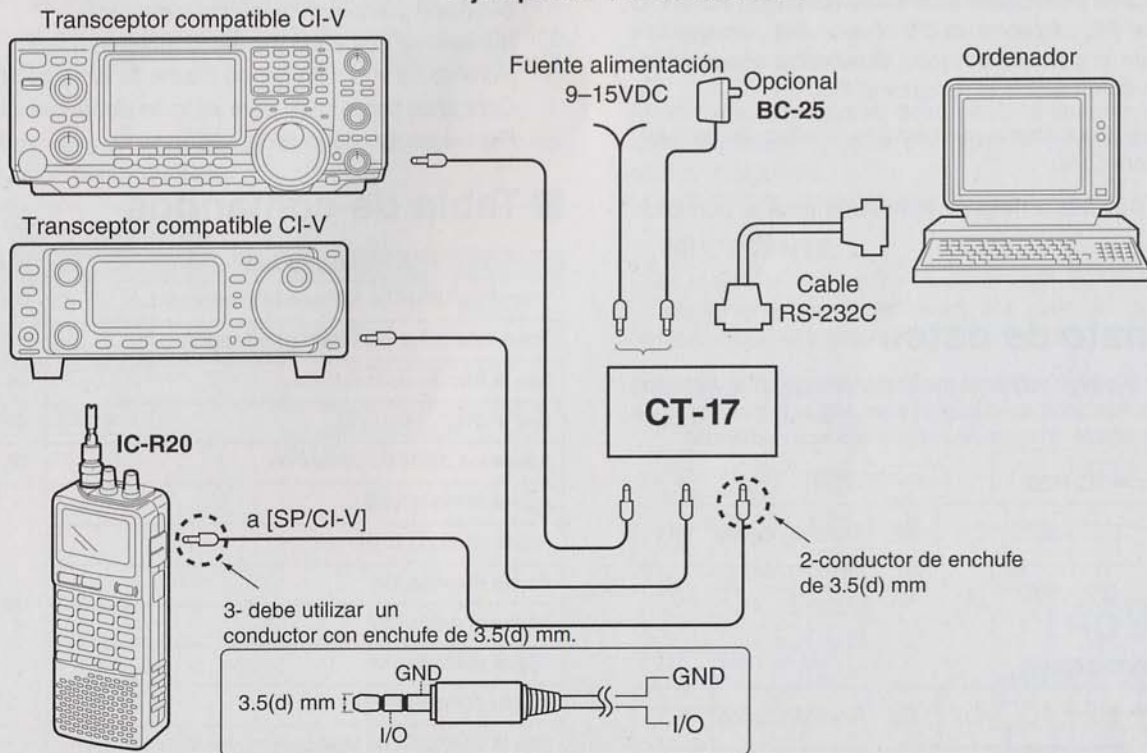 Transceptor compatible CI-V
Fuente alimentación
9–15VDC
Opcional
BC-25
Ordenador
Transceptor compatible CI-V
Cable
RS-232C
CT-17
IC-R20
a [SP/CI-V]
2-conductor de enchufe
de 3.5(d) mm
3- debe utilizar un
conductor con enchufe de 3.5(d) mm.
GND
3.5(d) mm
I/O
GND
I/O